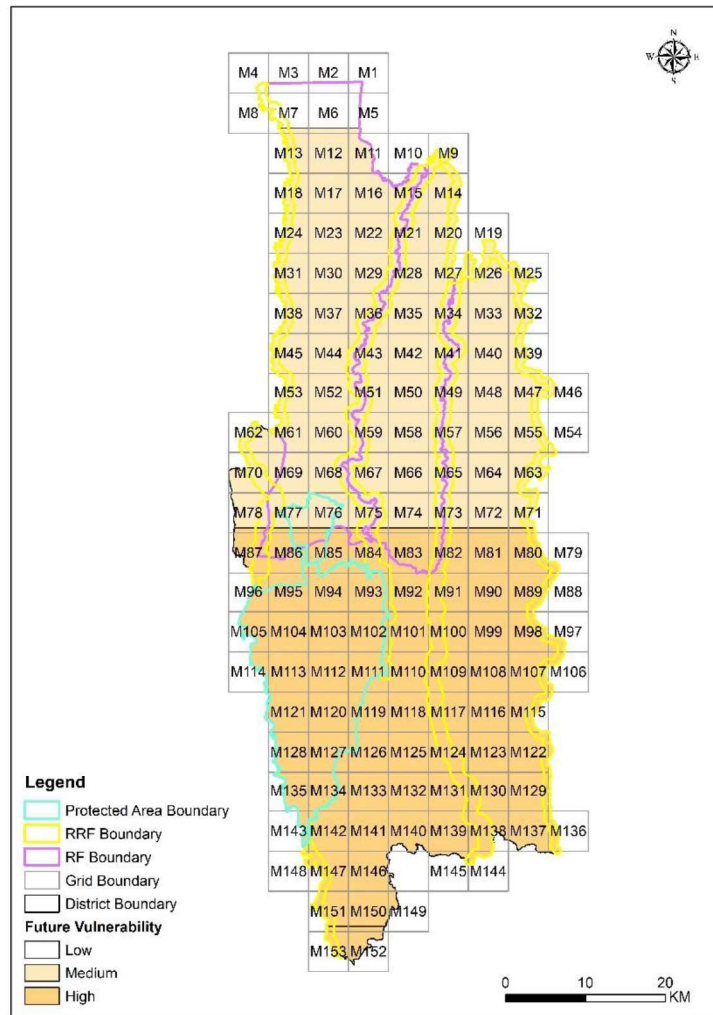 N
W E
S
M4 M3 M2 M1
M8 M7 M6 M5
M13 M12 M11 M10 M9
M18 M17 M16 M15 M14
M24 M23 M22 M21 M20 M19
M31 M30 M29 M28 M27 M26 M25
M38 M37 M36 M35 M34 M33 M32
M45 M44 M43 M42 M41 M40 M39
M53 M52 M51 M50 M49 M48 M47 M46
M62 M61 M60 M59 M58 M57 M56 M55 M54
M70 M69 M68 M67 M66 M65 M64 M63
M78 M77 M76 M75 M74 M73 M72 M71
M87 M86 M85 M84 M83 M82 M81 M80 M79
M96 M95 M94 M93 M92 M91 M90 M89 M88
M105 M104 M103 M102 M101 M100 M99 M98 M97
M114 M113 M112 M111 M110 M109 M108 M107 M106
M121 M120 M119 M118 M117 M116 M115
M128 M127 M126 M125 M124 M123 M122
M135 M134 M133 M132 M131 M130 M129
M143 M142 M141 M140 M139 M138 M137 M136
M148 M147 M146 M145 M144
M151 M150 M149
M153 M152
Legend
Protected Area Boundary
RRF Boundary
RF Boundary
Grid Boundary
District Boundary
Future Vulnerability
Low
Medium
High
0 10 20
KM